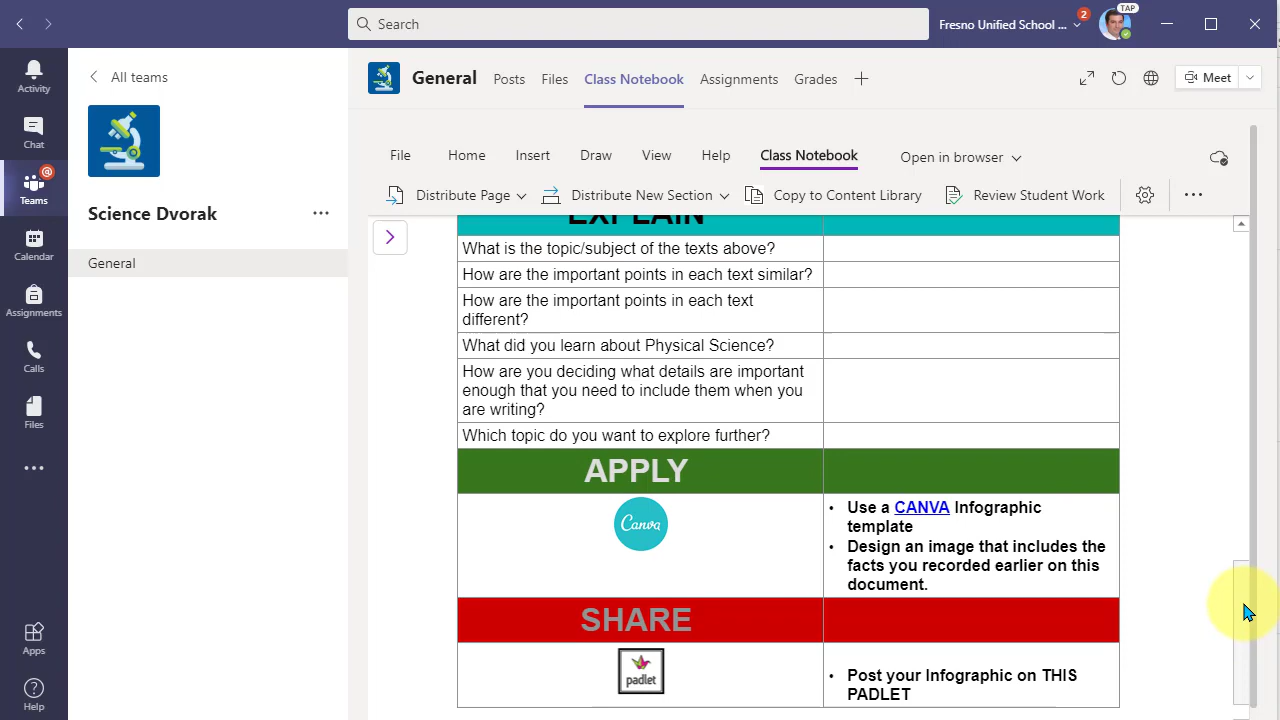 Search
Fresno Unified School ...
2
TAP
Activity
Chat
Teams
Calendar
Assignments
Calls
Files
Apps
Help
All teams
Science Dvorak
General
General Posts Files Class Notebook Assignments Grades
Meet
File Home Insert Draw View Help Class Notebook Open in browser
Distribute Page Distribute New Section Copy to Content Library Review Student Work
EXPLAIN
What is the topic/subject of the texts above?
How are the important points in each text similar?
How are the important points in each text
different?
What did you learn about Physical Science?
How are you deciding what details are important
enough that you need to include them when you
are writing?
Which topic do you want to explore further?
APPLY
Canva
• Use a CANVA Infographic
template
• Design an image that includes the
facts you recorded earlier on this
document.
SHARE
padlet
• Post your Infographic on THIS
PADLET